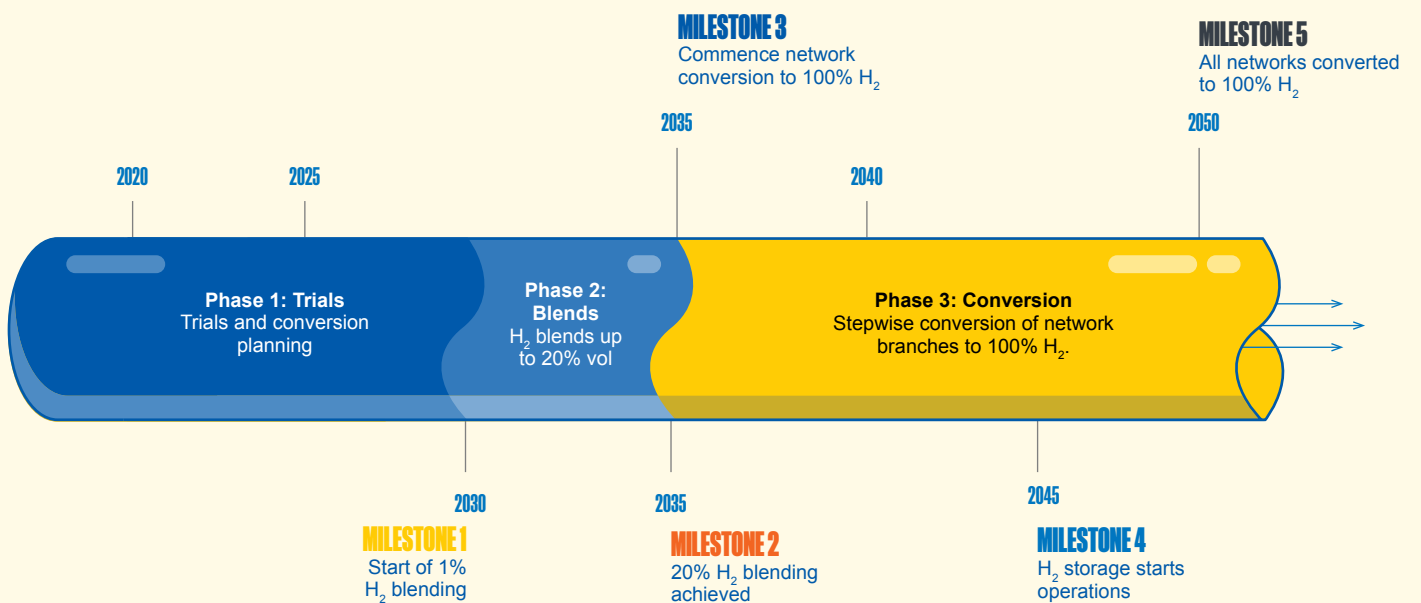 MILESTONE 3
Commence network
conversion to 100% H₂
MILESTONE 5
All networks converted
to 100% H₂
2035
2050
2020
2025
2040
Phase 1: Trials
Trials and conversion
planning
Phase 2:
Blends
H₂ blends up
to 20% vol
Phase 3: Conversion
Stepwise conversion of network
branches to 100% H₂.
2030
MILESTONE 1
Start of 1%
H₂ blending
2035
MILESTONE 2
20% H₂ blending
achieved
2045
MILESTONE 4
H₂ storage starts
operations